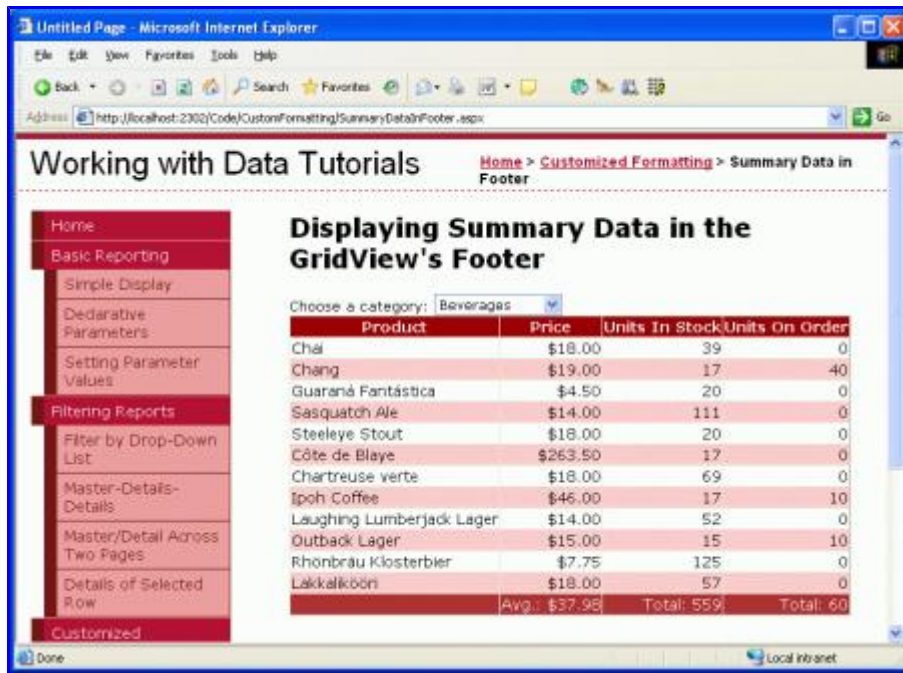 Untitled Page - Microsoft Internet Explorer
File Edit View Favorites Tools Help
Back Search Favorites
Address http://localhost:2302/Code/CustomFormatting/SummaryDataInFooter.aspx Go
Working with Data Tutorials
Home > Customized Formatting > Summary Data in
Footer
Home
Basic Reporting
Simple Display
Declarative
Parameters
Setting Parameter
Values
Filtering Reports
Filter by Drop-Down
List
Master-Details-
Details
Master/Detail Across
Two Pages
Details of Selected
Row
Customized
Displaying Summary Data in the
GridView's Footer
Choose a category: Beverages
Product Price Units In Stock Units On Order
Chai $18.00 39 0
Chang $19.00 17 40
Guaraná Fantástica $4.50 20 0
Sasquatch Ale $14.00 111 0
Steeleye Stout $18.00 20 0
Côte de Blaye $263.50 17 0
Chartreuse verte $18.00 69 0
Ipoh Coffee $46.00 17 10
Laughing Lumberjack Lager $14.00 52 0
Outback Lager $15.00 15 10
Rhönbräu Klosterbier $7.75 125 0
Lakkalikööri $18.00 57 0
Avg.: $37.98 Total: 559 Total: 60
Done Local intranet